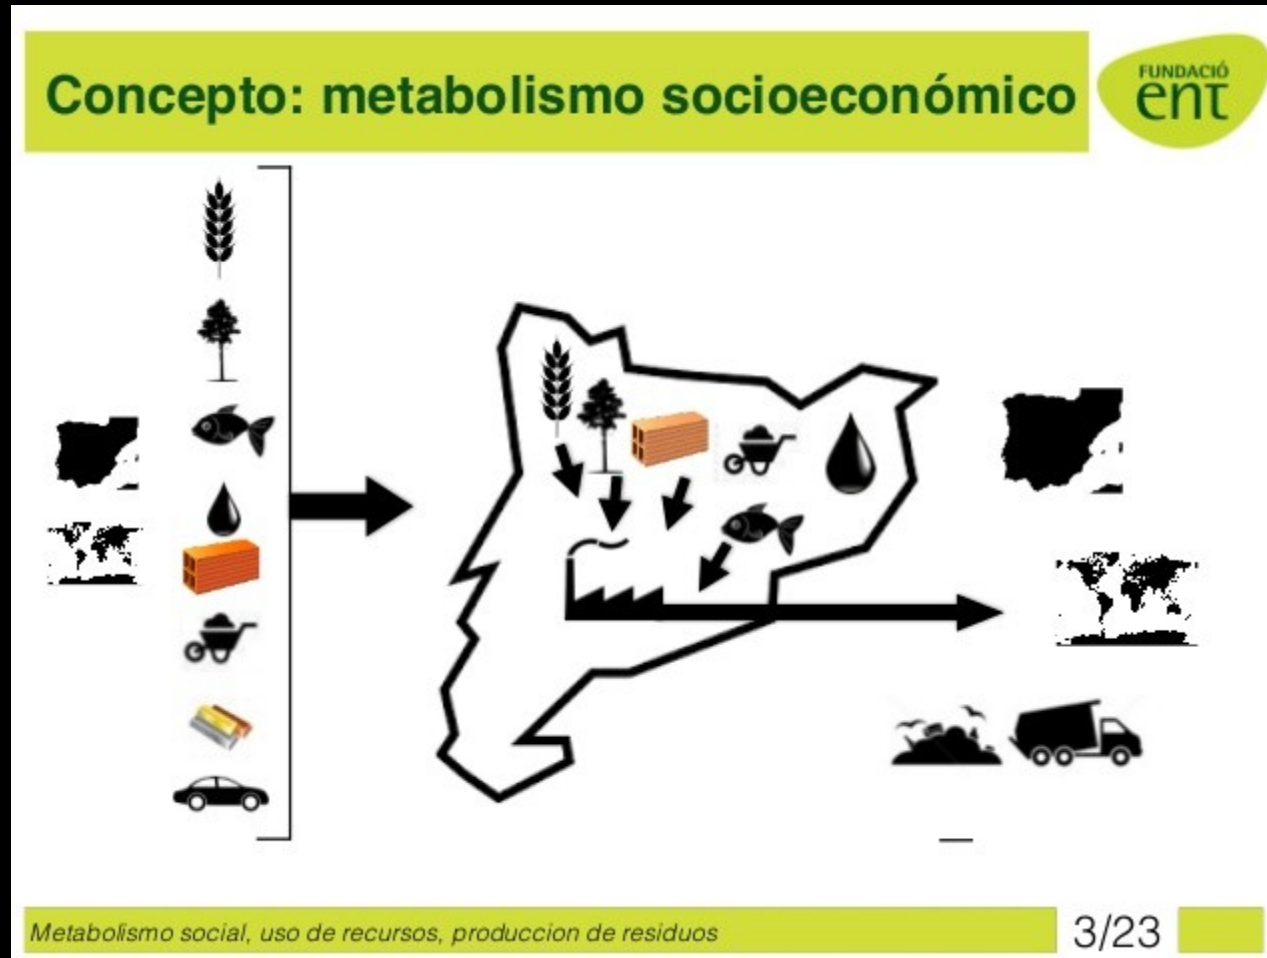 Concepto: metabolismo socioeconómico
FUNDACIÓ
ent
Metabolismo social, uso de recursos, produccion de residuos
3/23